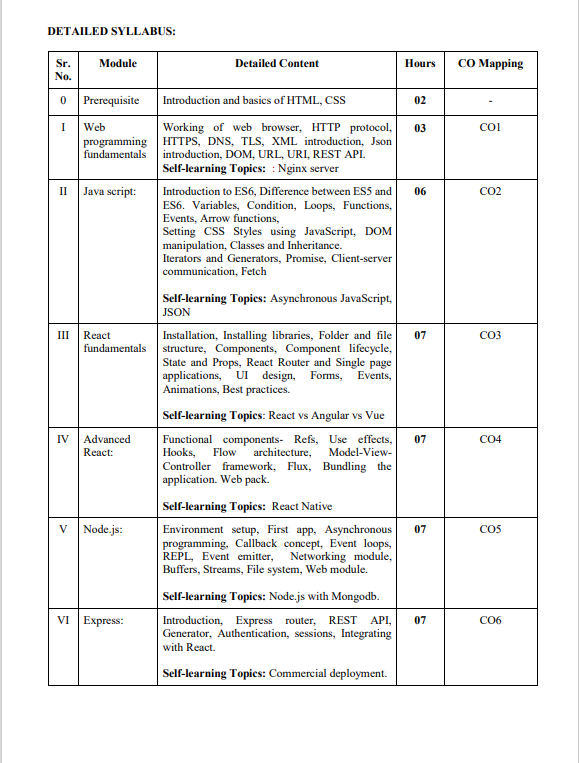 DETAILED SYLLABUS:
Sr. No. Module Detailed Content Hours CO Mapping
0 Prerequisite Introduction and basics of HTML, CSS 02 -
I Web programming fundamentals
Working of web browser, HTTP protocol,
HTTPS, DNS, TLS, XML introduction, Json
introduction, DOM, URL, URI, REST API.
Self-learning Topics: : Nginx server
03 CO1
II Java script:
Introduction to ES6, Difference between ES5 and
ES6. Variables, Condition, Loops, Functions,
Events, Arrow functions,
Setting CSS Styles using JavaScript, DOM
manipulation, Classes and Inheritance.
Iterators and Generators, Promise, Client-server
communication, Fetch
Self-learning Topics: Asynchronous JavaScript,
JSON
06 CO2
III React fundamentals
Installation, Installing libraries, Folder and file
structure, Components, Component lifecycle,
State and Props, React Router and Single page
applications, UI design, Forms, Events,
Animations, Best practices.
Self-learning Topics: React vs Angular vs Vue
07 CO3
IV Advanced React:
Functional components- Refs, Use effects,
Hooks, Flow architecture, Model-View-
Controller framework, Flux, Bundling the
application. Web pack.
Self-learning Topics: React Native
07 CO4
V Node.js:
Environment setup, First app, Asynchronous
programming, Callback concept, Event loops,
REPL, Event emitter, Networking module,
Buffers, Streams, File system, Web module.
Self-learning Topics: Node.js with Mongodb.
07 CO5
VI Express:
Introduction, Express router, REST API,
Generator, Authentication, sessions, Integrating
with React.
Self-learning Topics: Commercial deployment.
07 CO6